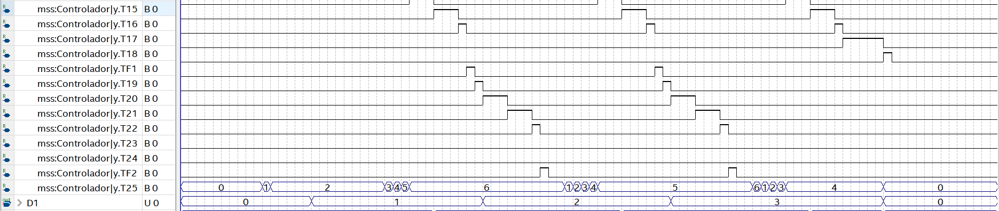 mss:Controlador|y.T15 B 0
mss:Controlador|y.T16 B 0
mss:Controlador|y.T17 B 0
mss:Controlador|y.T18 B 0
mss:Controlador|y.TF1 B 0
mss:Controlador|y.T19 B 0
mss:Controlador|y.T20 B 0
mss:Controlador|y.T21 B 0
mss:Controlador|y.T22 B 0
mss:Controlador|y.T23 B 0
mss:Controlador|y.T24 B 0
mss:Controlador|y.TF2 B 0
mss:Controlador|y.T25 B 0 0 1 2 3 4 5 6 1 2 3 4 5 6 1 2 3 4 0
out D1 U 0 0 1 2 3 0